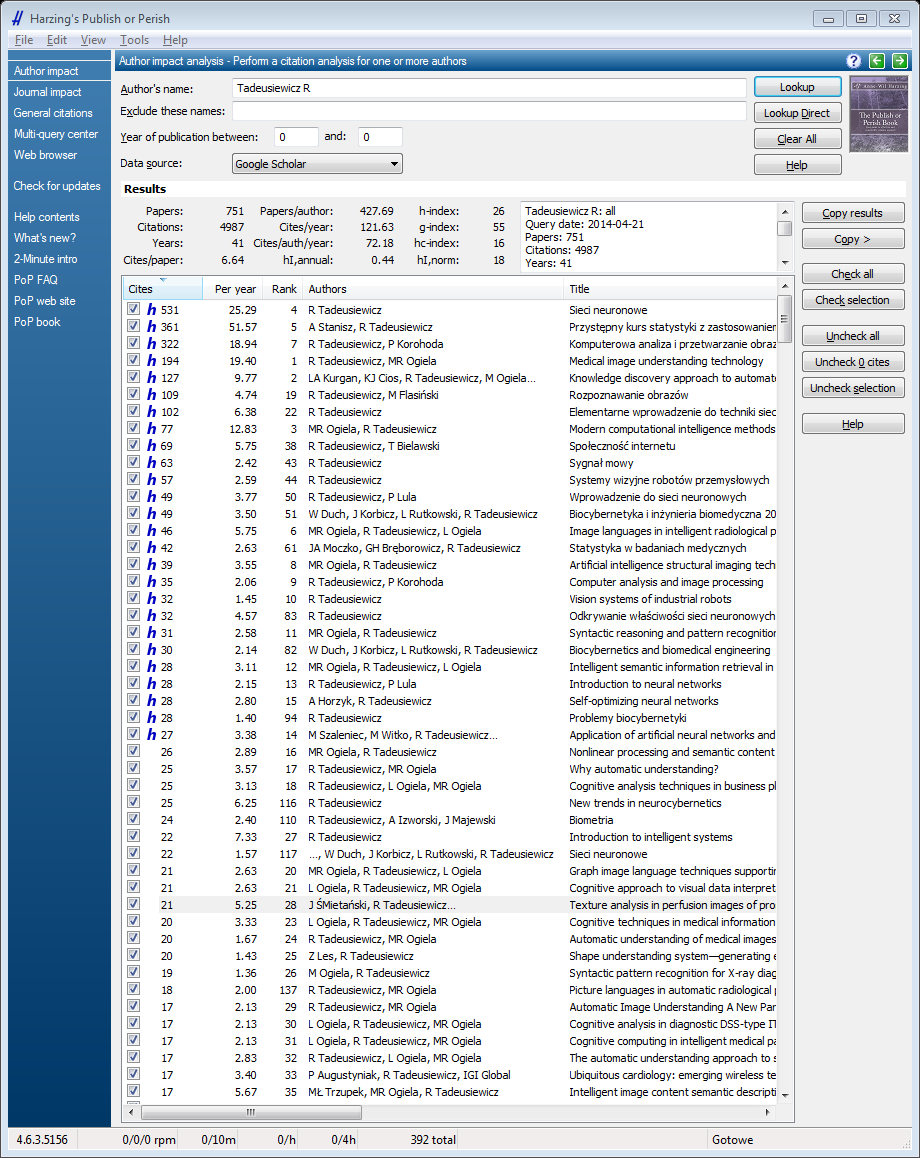 Harzing's Publish or Perish
File Edit View Tools Help
Author impact
Journal impact
General citations
Multi-query center
Web browser
Check for updates
Help contents
What's new?
2-Minute intro
PoP FAQ
PoP web site
PoP book
Author impact analysis - Perform a citation analysis for one or more authors
Author's name: Tadeusiewicz R
Exclude these names:
Year of publication between: 0 and: 0
Data source: Google Scholar
Lookup
Lookup Direct
Clear All
Help
The Publish or
Perish Book
Results
Papers: 751 Papers/author: 427.69 h-index: 26
Citations: 4987 Cites/year: 121.63 g-index: 55
Years: 41 Cites/auth/year: 72.18 hc-index: 16
Cites/paper: 6.64 hI,annual: 0.44 hI,norm: 18
Tadeusiewicz R: all
Query date: 2014-04-21
Papers: 751
Citations: 4987
Years: 41
Copy results
Copy >
Check all
Check selection
Uncheck all
Uncheck 0 cites
Uncheck selection
Help
Cites Per year Rank Authors Title
h 531 25.29 4 R Tadeusiewicz Sieci neuronowe
h 361 51.57 5 A Stanisz, R Tadeusiewicz Przystępny kurs statystyki z zastosowaniem
h 322 18.94 7 R Tadeusiewicz, P Korohoda Komputerowa analiza i przetwarzanie obraz
h 194 19.40 1 R Tadeusiewicz, MR Ogiela Medical image understanding technology
h 127 9.77 2 LA Kurgan, KJ Cios, R Tadeusiewicz, M Ogiela... Knowledge discovery approach to automate
h 109 4.74 19 R Tadeusiewicz, M Flasiński Rozpoznawanie obrazów
h 102 6.38 22 R Tadeusiewicz Elementarne wprowadzenie do techniki siec
h 77 12.83 3 MR Ogiela, R Tadeusiewicz Modern computational intelligence methods
h 69 5.75 38 R Tadeusiewicz, T Bielawski Społeczność internetu
h 63 2.42 43 R Tadeusiewicz Sygnał mowy
h 57 2.59 44 R Tadeusiewicz Systemy wizyjne robotów przemysłowych
h 49 3.77 50 R Tadeusiewicz, P Lula Wprowadzenie do sieci neuronowych
h 49 3.50 51 W Duch, J Korbicz, L Rutkowski, R Tadeusiewicz Biocybernetyka i inżynieria biomedyczna 20
h 46 5.75 6 MR Ogiela, R Tadeusiewicz, L Ogiela Image languages in intelligent radiological p
h 42 2.63 61 JA Moczko, GH Bręborowicz, R Tadeusiewicz Statystyka w badaniach medycznych
h 39 3.55 8 MR Ogiela, R Tadeusiewicz Artificial intelligence structural imaging tech
h 35 2.06 9 R Tadeusiewicz, P Korohoda Computer analysis and image processing
h 32 1.45 10 R Tadeusiewicz Vision systems of industrial robots
h 32 4.57 83 R Tadeusiewicz Odkrywanie właściwości sieci neuronowych
h 31 2.58 11 MR Ogiela, R Tadeusiewicz Syntactic reasoning and pattern recognition
h 30 2.14 82 W Duch, J Korbicz, L Rutkowski, R Tadeusiewicz Biocybernetics and biomedical engineering
h 28 3.11 12 MR Ogiela, R Tadeusiewicz, L Ogiela Intelligent semantic information retrieval in
h 28 2.15 13 R Tadeusiewicz, P Lula Introduction to neural networks
h 28 2.80 15 A Horzyk, R Tadeusiewicz Self-optimizing neural networks
h 28 1.40 94 R Tadeusiewicz Problemy biocybernetyki
h 27 3.38 14 M Szaleniec, M Witko, R Tadeusiewicz... Application of artificial neural networks and
26 2.89 16 MR Ogiela, R Tadeusiewicz Nonlinear processing and semantic content
25 3.57 17 R Tadeusiewicz, MR Ogiela Why automatic understanding?
25 3.13 18 R Tadeusiewicz, L Ogiela, MR Ogiela Cognitive analysis techniques in business pl
25 6.25 116 R Tadeusiewicz New trends in neurocybernetics
24 2.40 110 R Tadeusiewicz, A Izworski, J Majewski Biometria
22 7.33 27 R Tadeusiewicz Introduction to intelligent systems
22 1.57 117 ..., W Duch, J Korbicz, L Rutkowski, R Tadeusiewicz Sieci neuronowe
21 2.63 20 MR Ogiela, R Tadeusiewicz Graph image language techniques supportin
21 2.63 21 L Ogiela, R Tadeusiewicz, MR Ogiela Cognitive approach to visual data interpret
21 5.25 28 J ŚMietański, R Tadeusiewicz... Texture analysis in perfusion images of pro
20 3.33 23 L Ogiela, R Tadeusiewicz, MR Ogiela Cognitive techniques in medical information
20 1.67 24 R Tadeusiewicz, MR Ogiela Automatic understanding of medical images
20 1.43 25 Z Les, R Tadeusiewicz Shape understanding system—generating e
19 1.36 26 M Ogiela, R Tadeusiewicz Syntactic pattern recognition for X-ray diag
18 2.00 137 R Tadeusiewicz, MR Ogiela Picture languages in automatic radiological p
17 2.13 29 R Tadeusiewicz, MR Ogiela Automatic Image Understanding A New Par
17 2.13 30 L Ogiela, R Tadeusiewicz, MR Ogiela Cognitive analysis in diagnostic DSS-type IT
17 2.13 31 L Ogiela, R Tadeusiewicz, MR Ogiela Cognitive computing in intelligent medical pa
17 2.83 32 R Tadeusiewicz, L Ogiela, MR Ogiela The automatic understanding approach to s
17 3.40 33 P Augustyniak, R Tadeusiewicz, IGI Global Ubiquitous cardiology: emerging wireless te
17 5.67 35 MŁ Trzupek, MR Ogiela, R Tadeusiewicz Intelligent image content semantic descripti
4.6.3.5156 0/0/0 rpm 0/10m 0/h 0/4h 392 total Gotowe